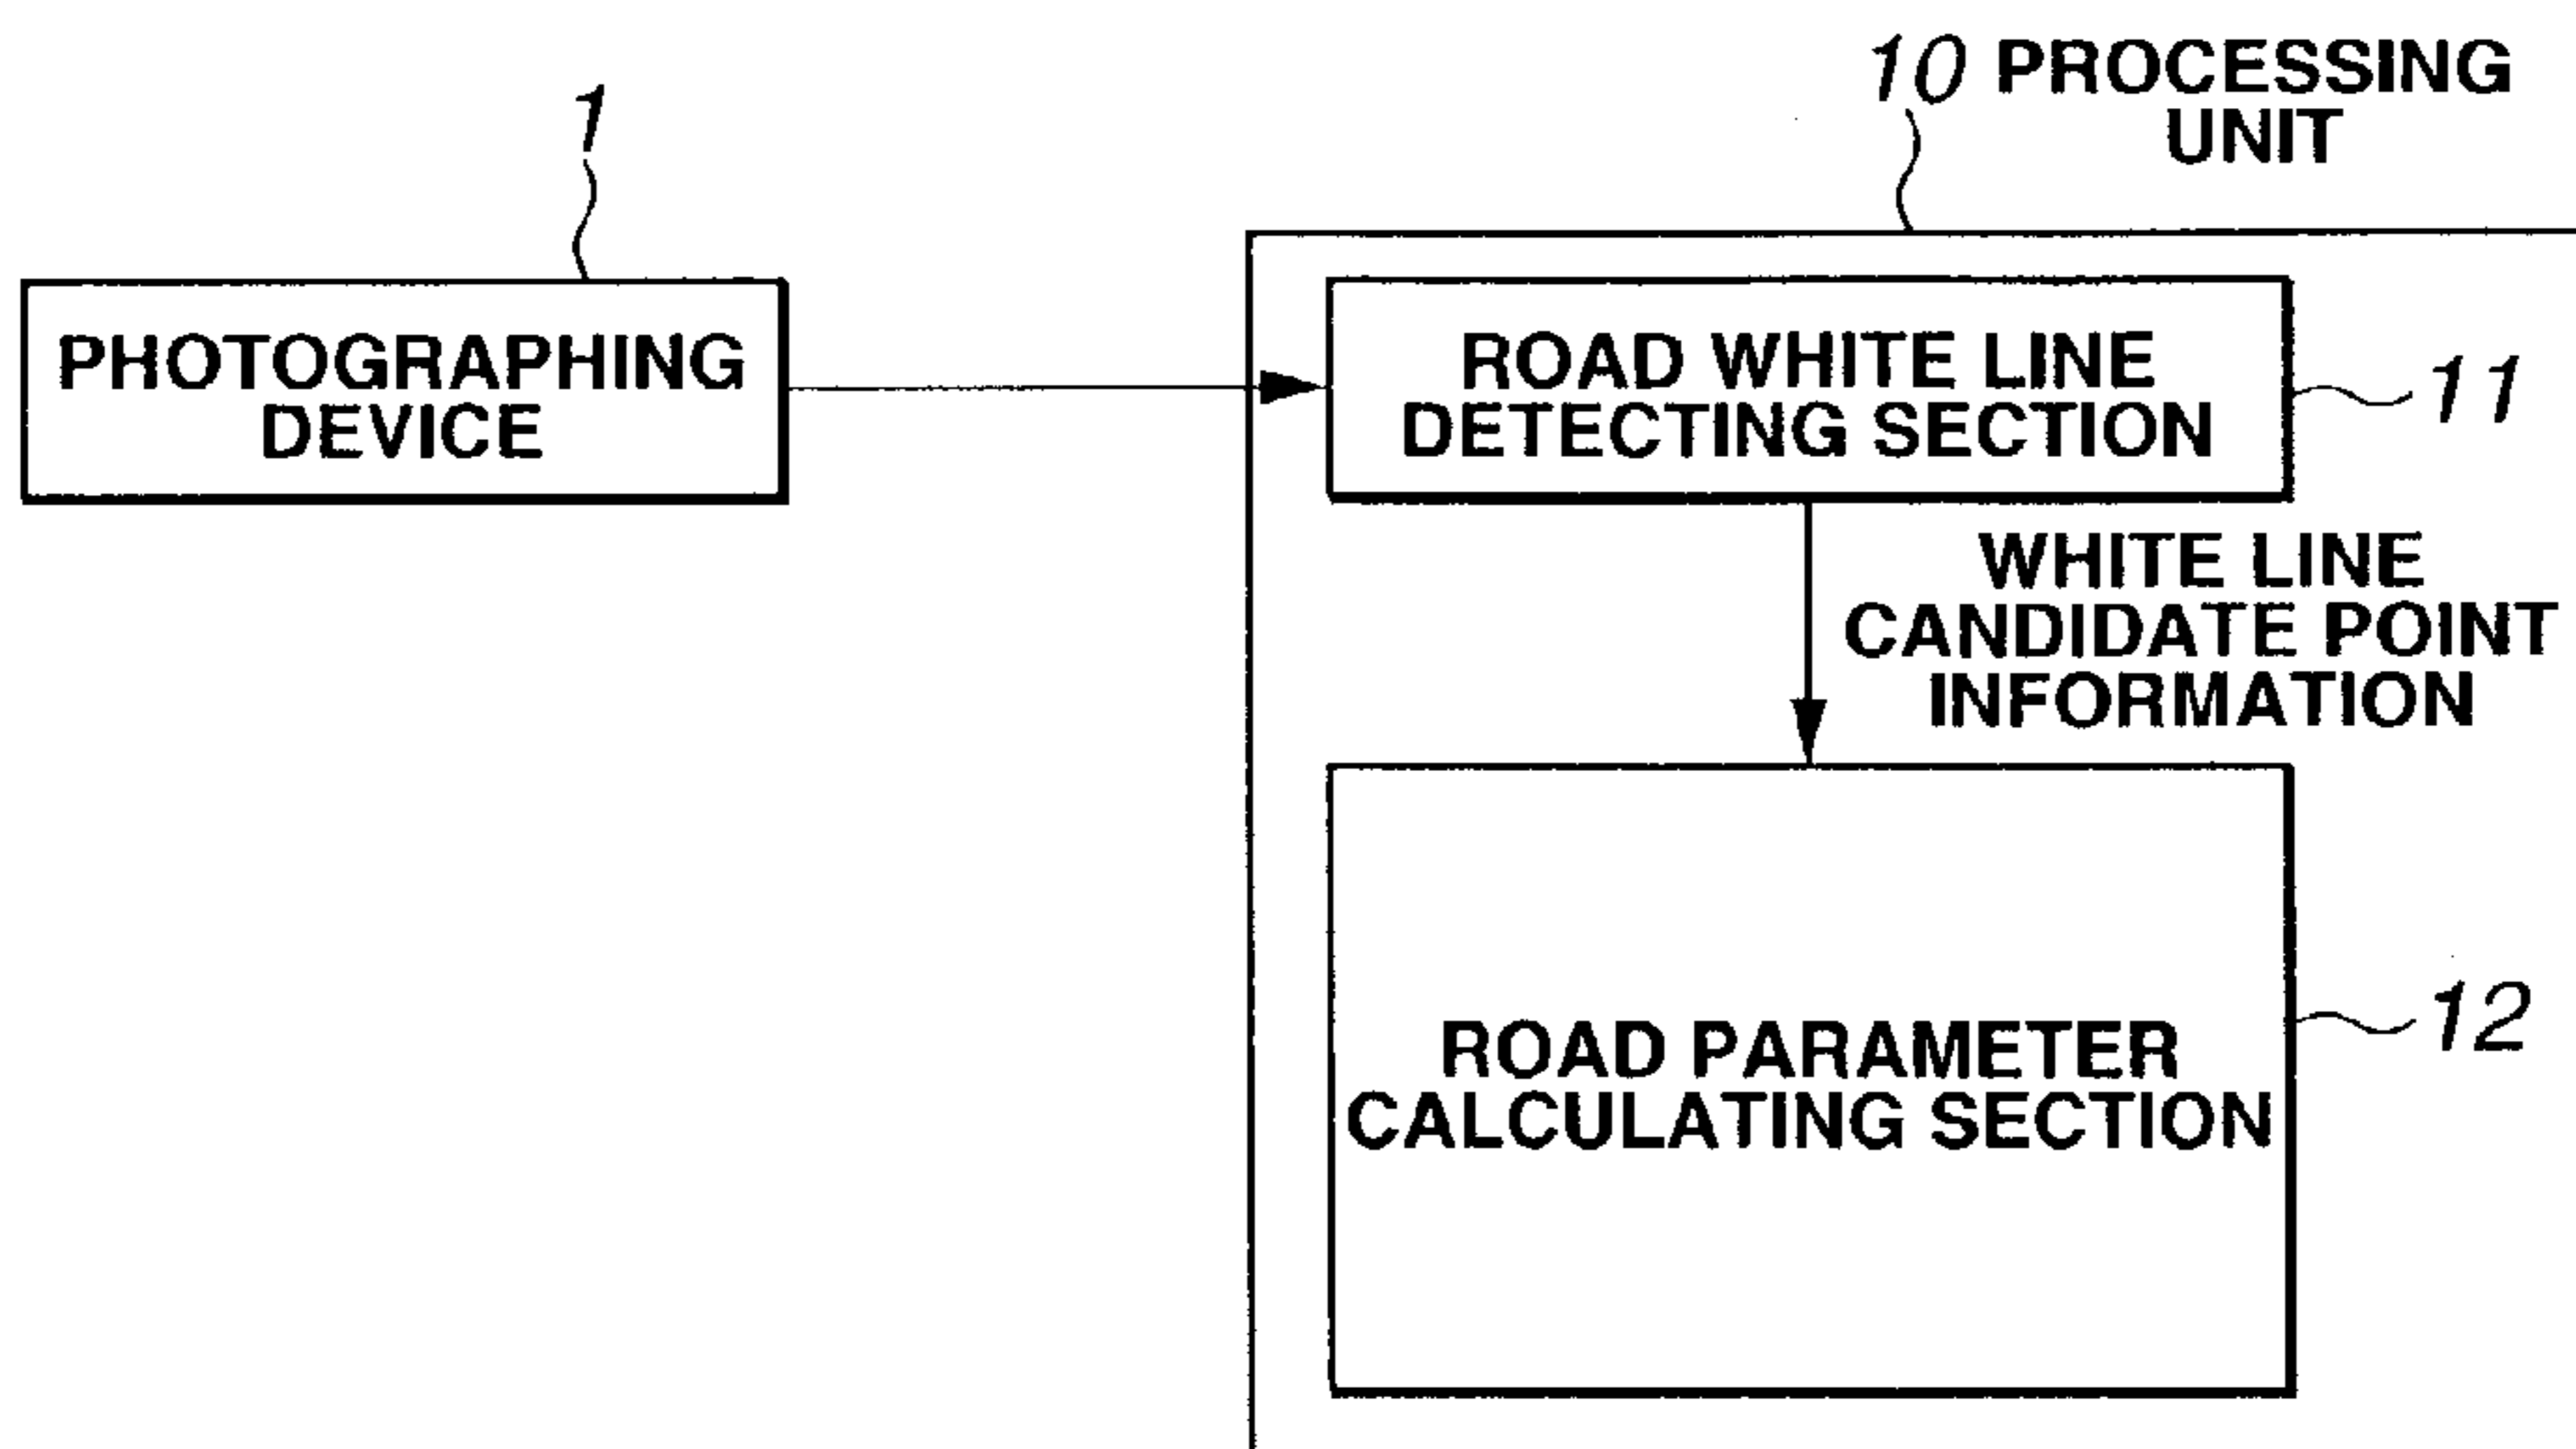 10 PROCESSING
UNIT
1
PHOTOGRAPHING
DEVICE
ROAD WHITE LINE
DETECTING SECTION
11
WHITE LINE
CANDIDATE POINT
INFORMATION
ROAD PARAMETER
CALCULATING SECTION
12